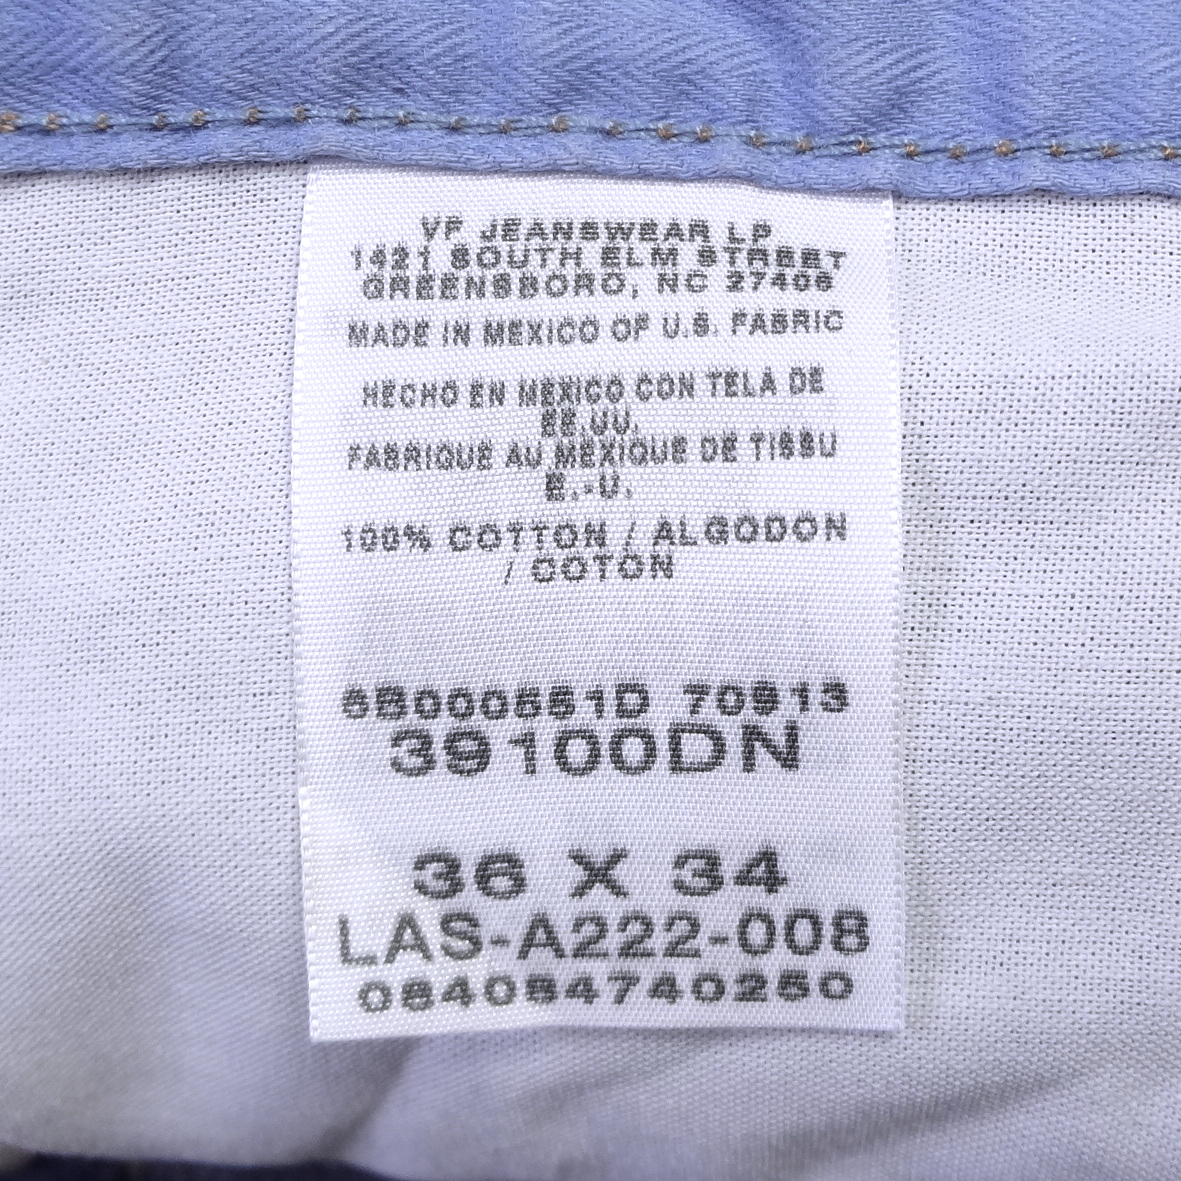 VF JEANSWEAR LP
1421 SOUTH ELM STREET
GREENSBORO, NC 27406
MADE IN MEXICO OF U.S. FABRIC
HECHO EN MEXICO CON TELA DE
EE.UU.
FABRIQUE AU MEXIQUE DE TISSU
E.-U.
100% COTTON / ALGODON
/ COTON
70913
39100DN
36 X 34
LAS-A222-008